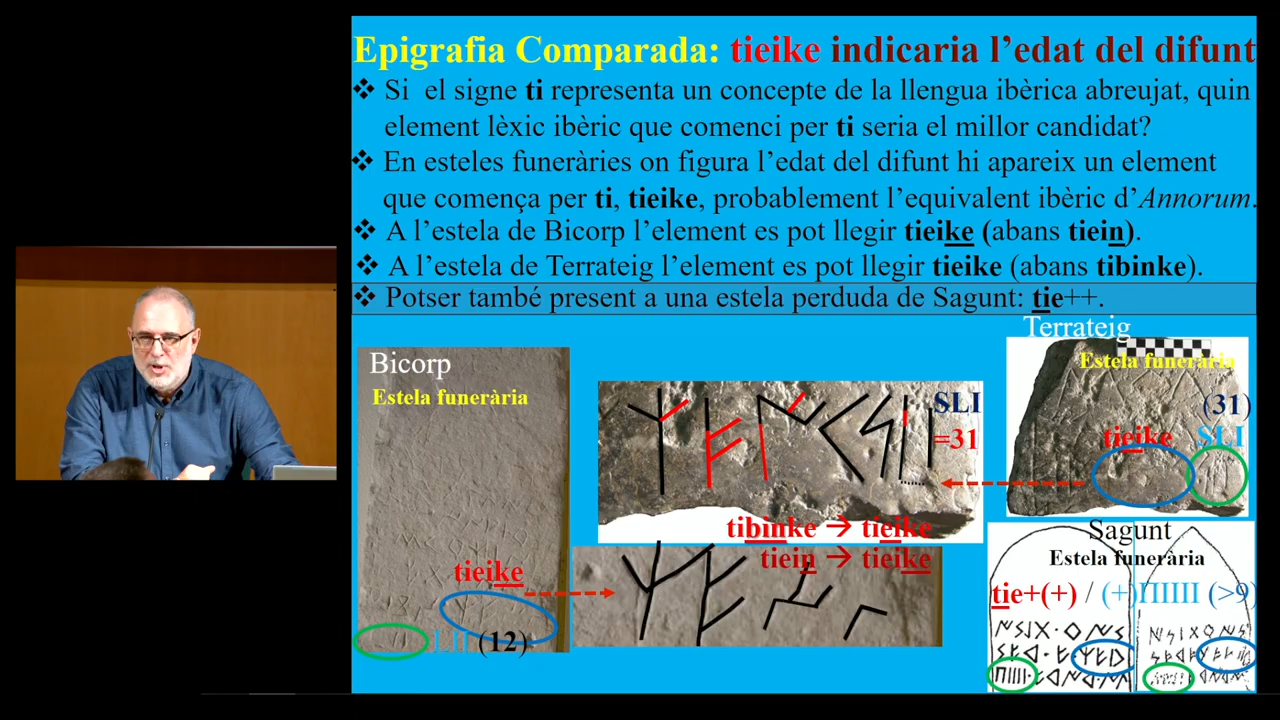 Epigrafia Comparada: tieike indicaria l’edat del difunt
❖ Si el signe ti representa un concepte de la llengua ibèrica abreujat, quin
element lèxic ibèric que comenci per ti seria el millor candidat?
❖ En esteles funeràries on figura l’edat del difunt hi apareix un element
que comença per ti, tieike, probablement l’equivalent ibèric d’Annorum.
❖ A l’estela de Bicorp l’element es pot llegir tieike (abans tiein).
❖ A l’estela de Terrateig l’element es pot llegir tieike (abans tibinke).
❖ Potser també present a una estela perduda de Sagunt: tie++.
Terrateig
Estela funerària
(31)
tieike SLI
Bicorp
Estela funerària
SLI
=31
tibinke → tieike
tiein → tieike
tieike
(12)
Sagunt
Estela funerària
tie+(+) / (+)ΠIIIII (>9)